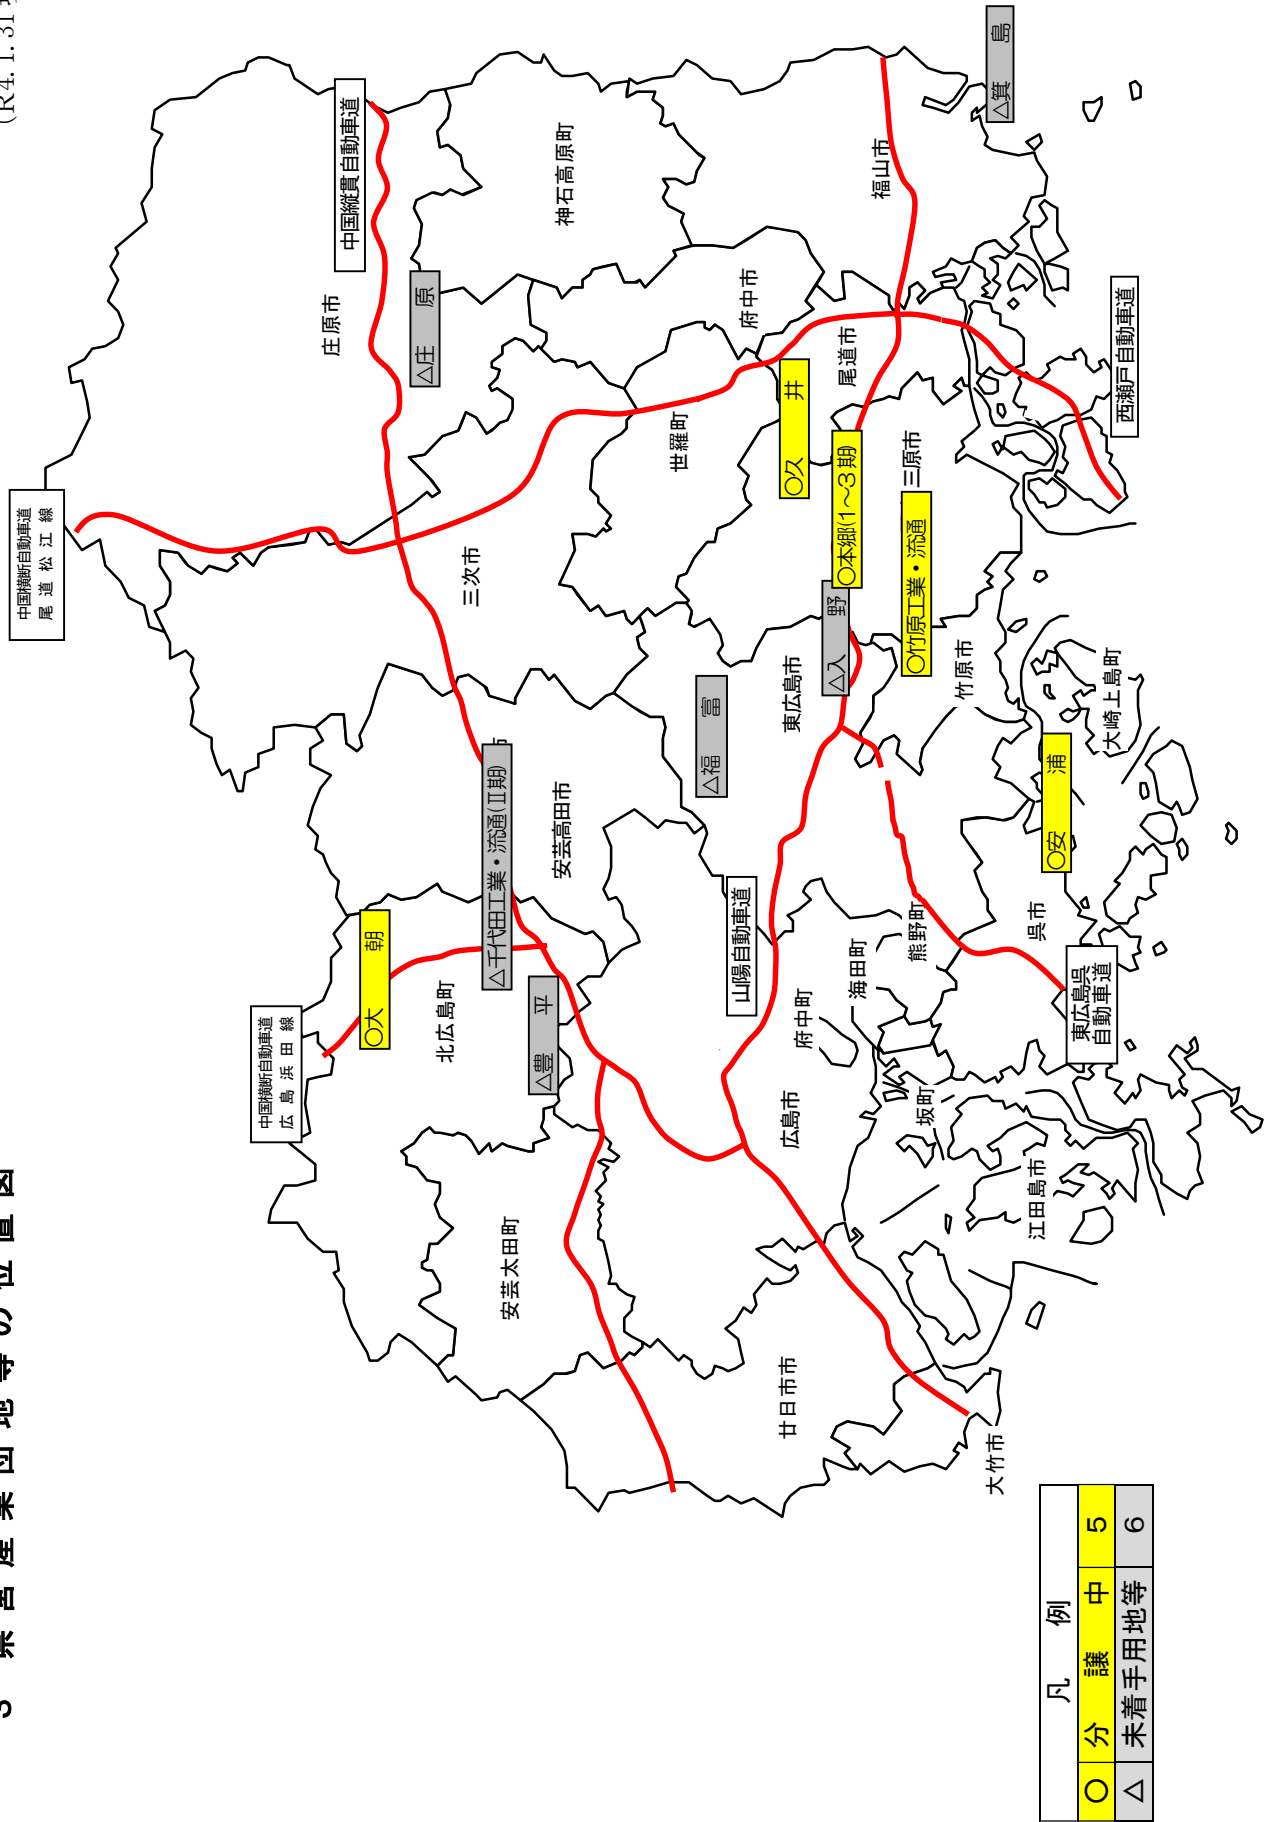 3 県営産業団地等の位置図
(R4.1.31
中国横断自動車道
尾道松江線
中国縦貫自動車道
庄原市
△庄 原
神石高原町
三次市
中国横断自動車道
広島浜田線
○大 朝
北広島町
△千代田工業・流通(Ⅱ期)
市
安芸高田市
△豊 平
安芸太田町
世羅町
府中市
福山市
△箕 島
尾道市
○久 井
○本郷(1~3期)
三原市
○竹原工業・流通
△入 野
西瀬戸自動車道
△福 富
東広島市
竹原市
大崎上島町
○安 浦
山陽自動車道
熊野町
呉市
海田町
府中町
東広島呉
自動車道
広島市
坂町
江田島市
廿日市市
大竹市
凡 例
○ 分譲中 5
△ 未着手用地等 6